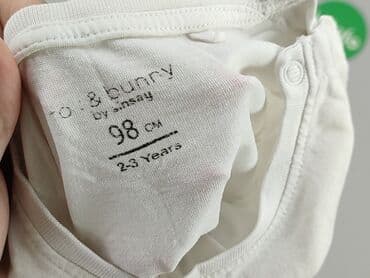 & bunny
by sinsay
98 CM
2-3 Years